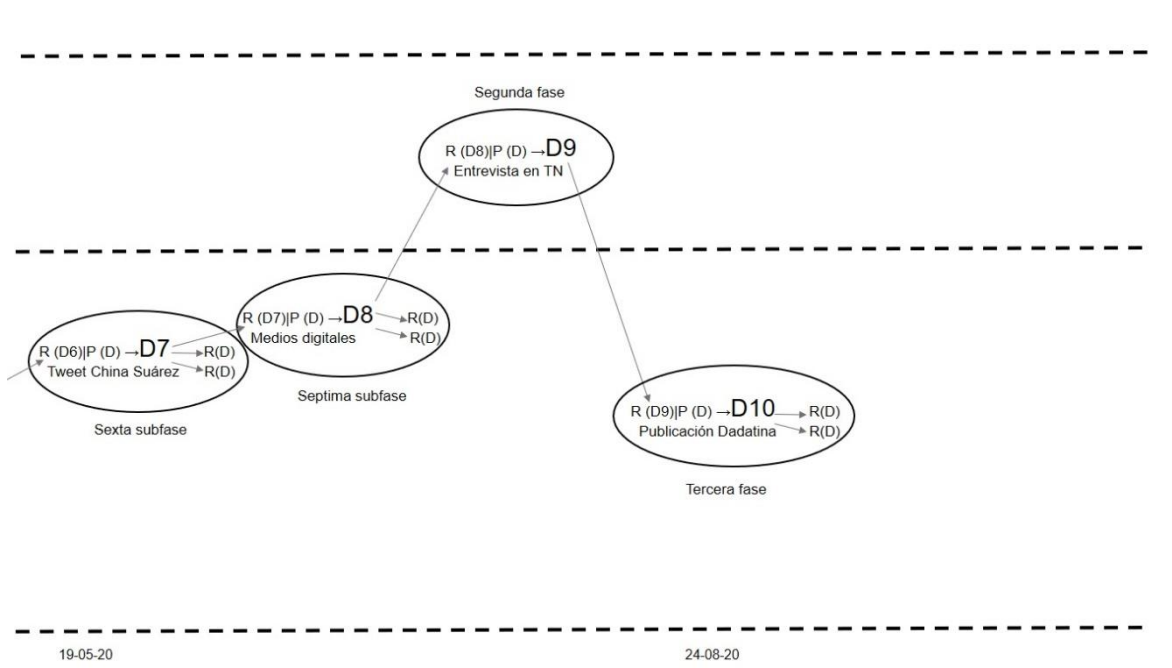 Segunda fase
R (D8)|P (D) →D9
Entrevista en TN
R (D7)|P (D) →D8
R(D)
Medios digitales
R(D)
Septima subfase
R (D6)|P (D) →D7
R(D)
Tweet China Suárez
R(D)
Sexta subfase
R (D9)|P (D) →D10
R(D)
Publicación Dadatina
R(D)
Tercera fase
19-05-20
24-08-20